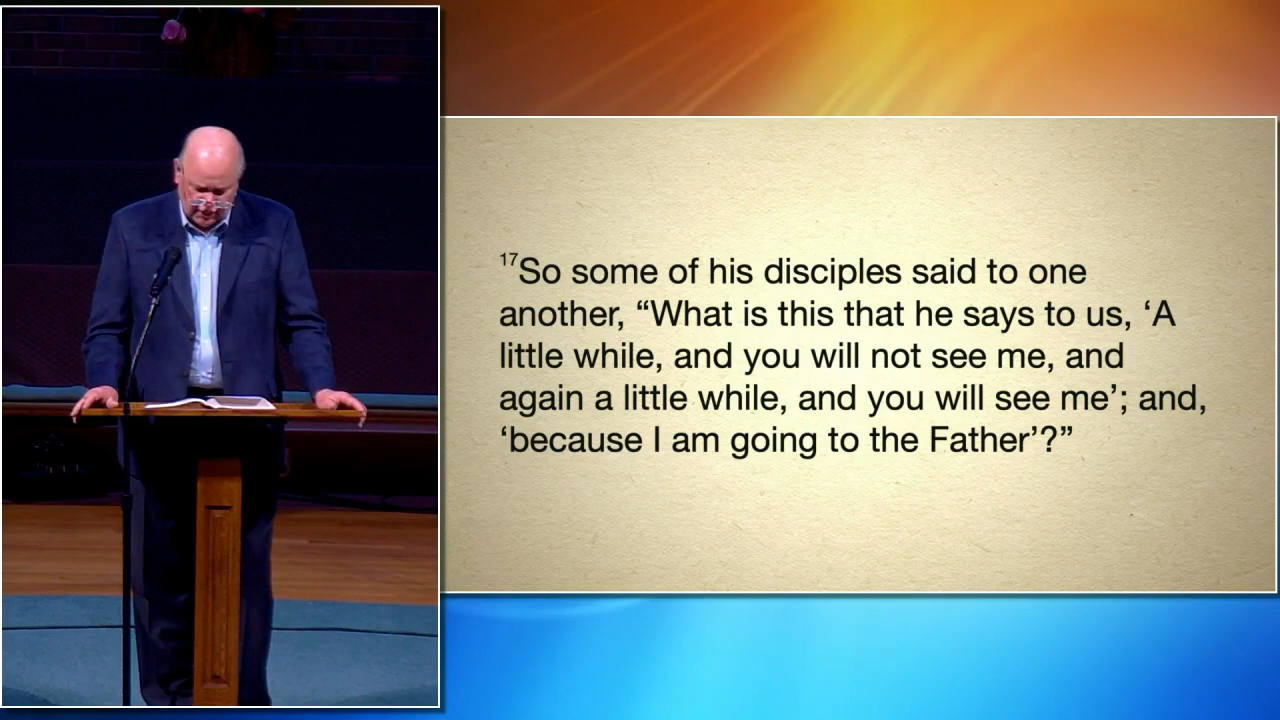 17So some of his disciples said to one
another, “What is this that he says to us, ‘A
little while, and you will not see me, and
again a little while, and you will see me’; and,
‘because I am going to the Father’?”